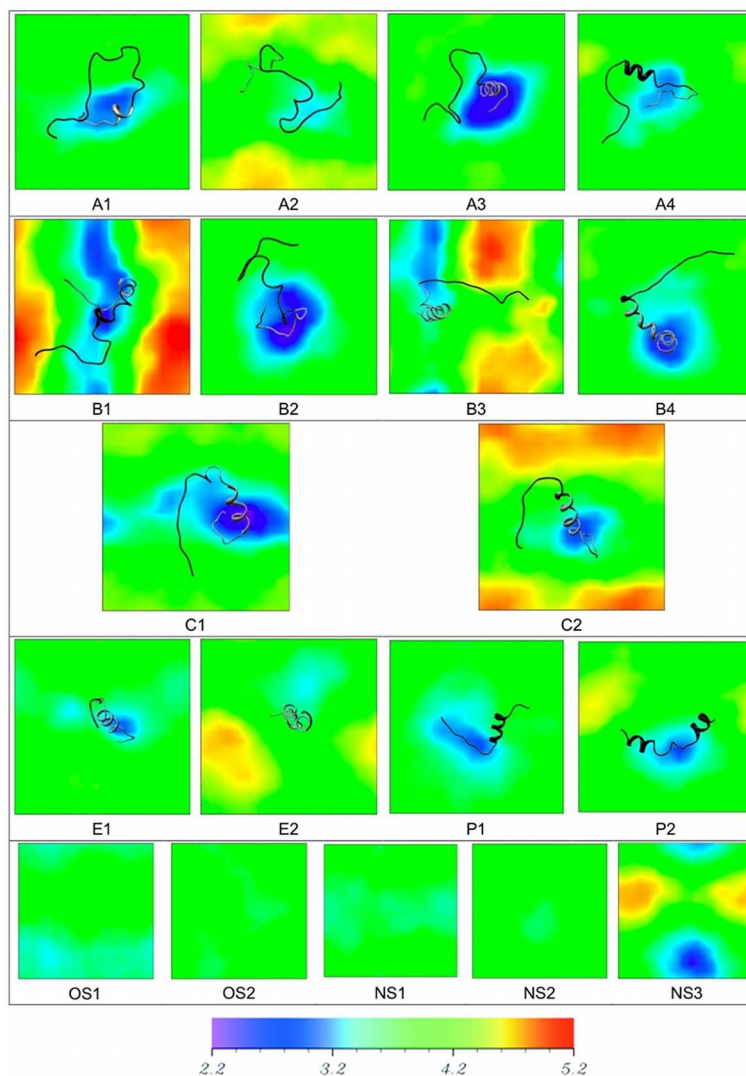 A1 A2 A3 A4
B1 B2 B3 B4
C1 C2
E1 E2 P1 P2
OS1 OS2 NS1 NS2 NS3
2.2 3.2 4.2 5.2